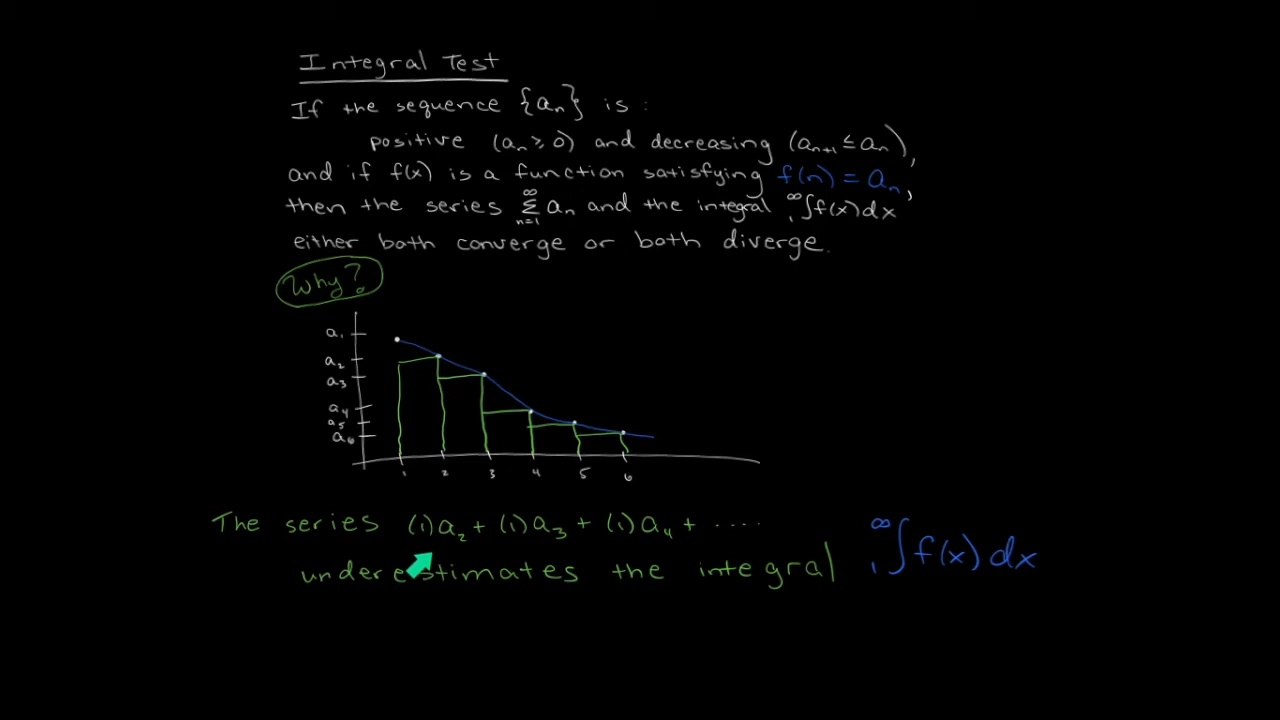 Integral Test
If the sequence {aₙ} is :
positive (aₙ ≥ 0) and decreasing (aₙ₊₁ ≤ aₙ),
and if f(x) is a function satisfying f(n) = aₙ,
then the series ∞ Σ n=1 aₙ and the integral ∞ ∫ 1 f(x)dx
either both converge or both diverge.
Why?
a₁
a₂
a₃
a₄
a₅
a₆
1 2 3 4 5 6
The series (1)a₂ + (1)a₃ + (1)a₄ + ....
underestimates the integral ∞ ∫ 1 f(x) dx